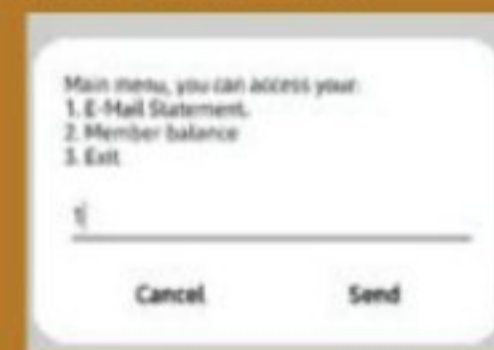 Main menu, you can access your:
1. E-Mail Statement.
2. Member balance
3. Exit
1
Cancel Send